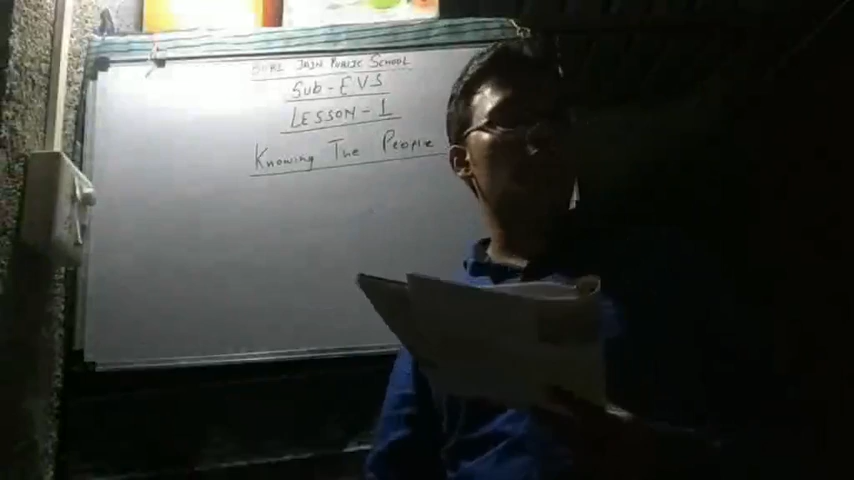 JAIN PUBLIC SCHOOL
SUB - EVS
LESSON - 1
KNOWING THE PEOPLE